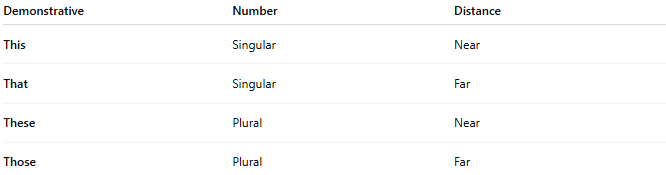 Demonstrative Number Distance
This Singular Near
That Singular Far
These Plural Near
Those Plural Far